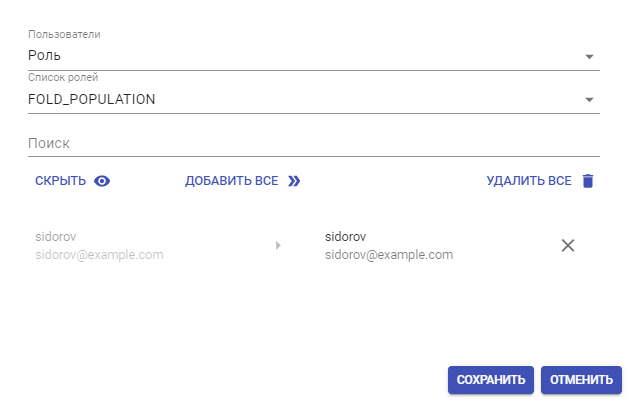 Пользователи
Роль
Список ролей
FOLD_POPULATION
Поиск
СКРЫТЬ ДОБАВИТЬ ВСЕ УДАЛИТЬ ВСЕ
sidorov sidorov
sidorov@example.com sidorov@example.com
СОХРАНИТЬ ОТМЕНИТЬ